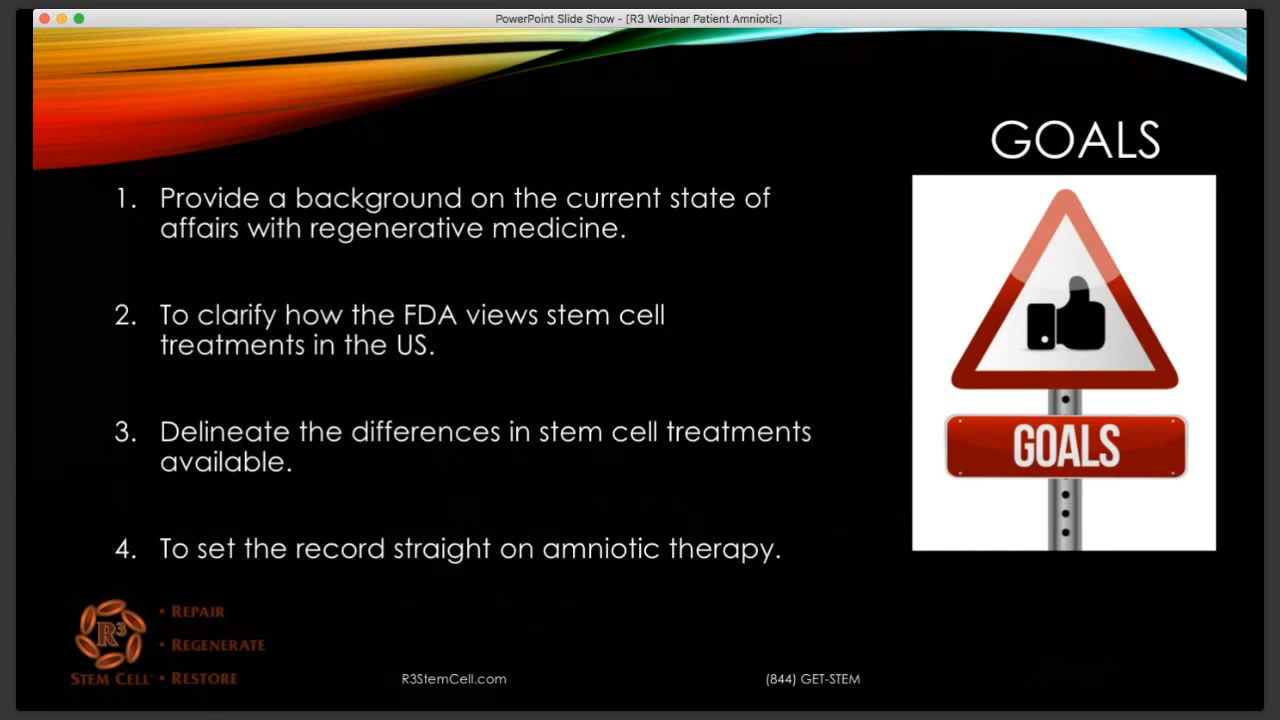 PowerPoint Slide Show - [R3 Webinar Patient Amniotic]
GOALS
1. Provide a background on the current state of
affairs with regenerative medicine.
2. To clarify how the FDA views stem cell
treatments in the US.
3. Delineate the differences in stem cell treatments
available.
4. To set the record straight on amniotic therapy.
GOALS
R3
• REPAIR
• REGENERATE
STEM CELL • RESTORE
R3StemCell.com
(844) GET-STEM